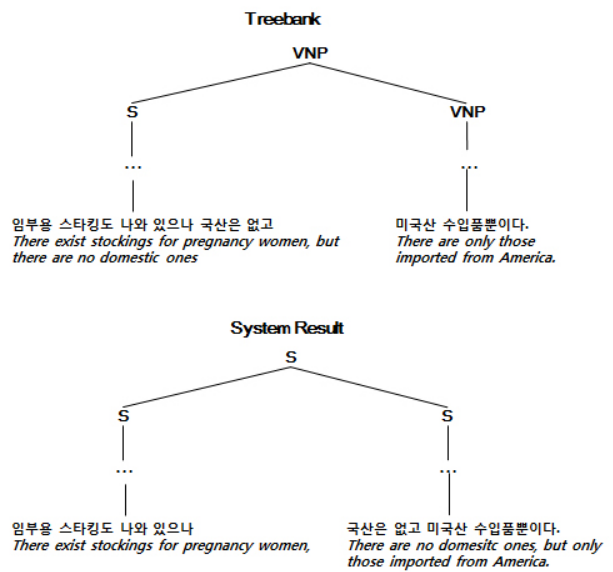 Treebank
VNP
S VNP
... ...
임부용 스타킹도 나와 있으나 국산은 없고
There exist stockings for pregnancy women, but
there are no domestic ones
미국산 수입품뿐이다.
There are only those
imported from America.
System Result
S
S S
... ...
임부용 스타킹도 나와 있으나
There exist stockings for pregnancy women,
국산은 없고 미국산 수입품뿐이다.
There are no domesitc ones, but only
those imported from America.